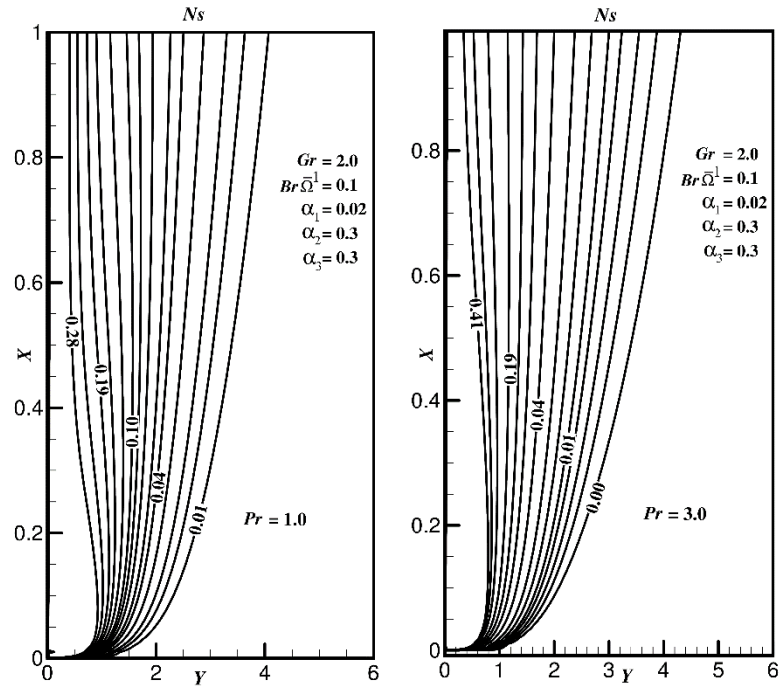 Ns
1
0.8
0.6
0.4
0.2
0
X
Gr = 2.0
Br Ω̄¹ = 0.1
α₁ = 0.02
α₂ = 0.3
α₃ = 0.3
0.28
0.19
0.10
0.04
0.01
Pr = 1.0
0 2 4 6
Y
Ns
1
0.8
0.6
0.4
0.2
0
X
Gr = 2.0
Br Ω̄¹ = 0.1
α₁ = 0.02
α₂ = 0.3
α₃ = 0.3
0.41
0.19
0.04
0.01
0.00
Pr = 3.0
0 1 2 3 4 5 6
Y